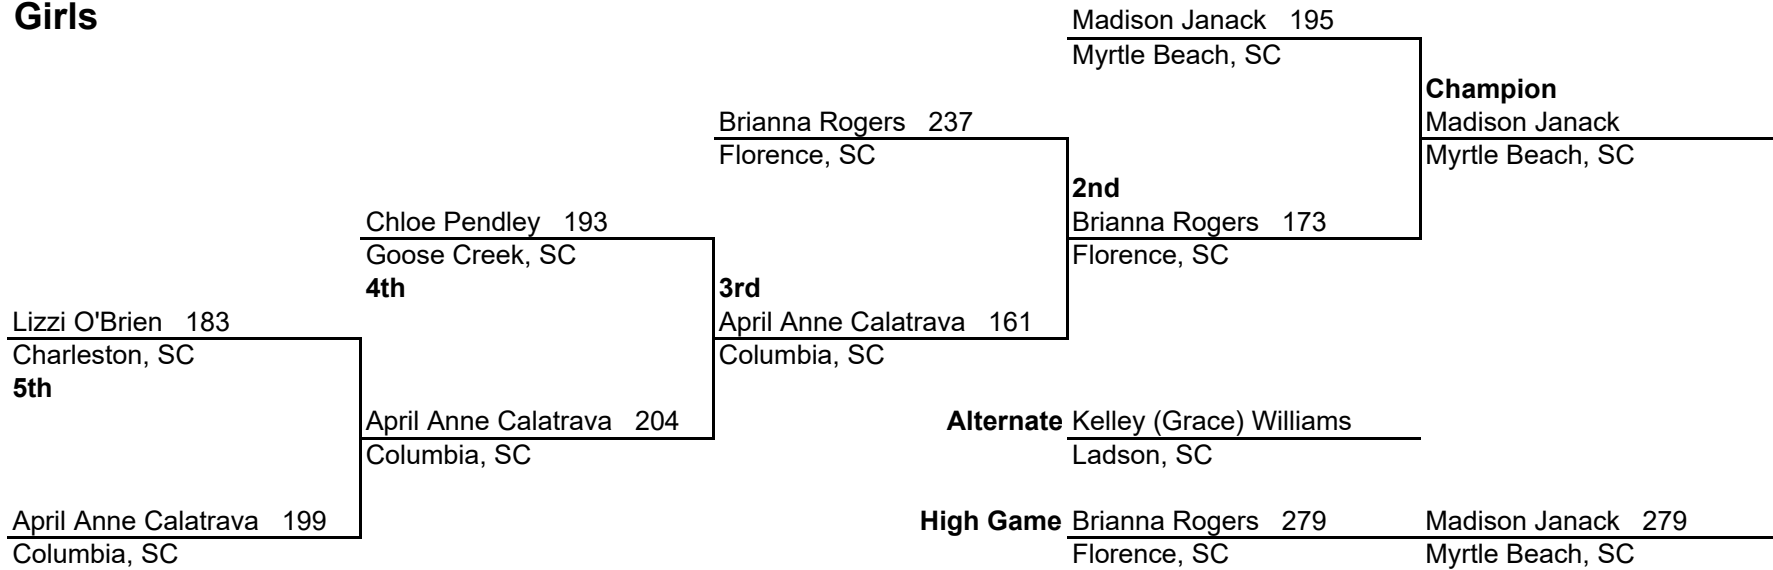 Girls
Madison Janack 195
Myrtle Beach, SC
Champion
Brianna Rogers 237
Madison Janack
Florence, SC
Myrtle Beach, SC
2nd
Chloe Pendley 193
Brianna Rogers 173
Goose Creek, SC
Florence, SC
4th
3rd
Lizzi O'Brien 183
April Anne Calatrava 161
Charleston, SC
Columbia, SC
5th
April Anne Calatrava 204
Alternate Kelley (Grace) Williams
Columbia, SC
Ladson, SC
April Anne Calatrava 199
High Game Brianna Rogers 279
Madison Janack 279
Columbia, SC
Florence, SC
Myrtle Beach, SC